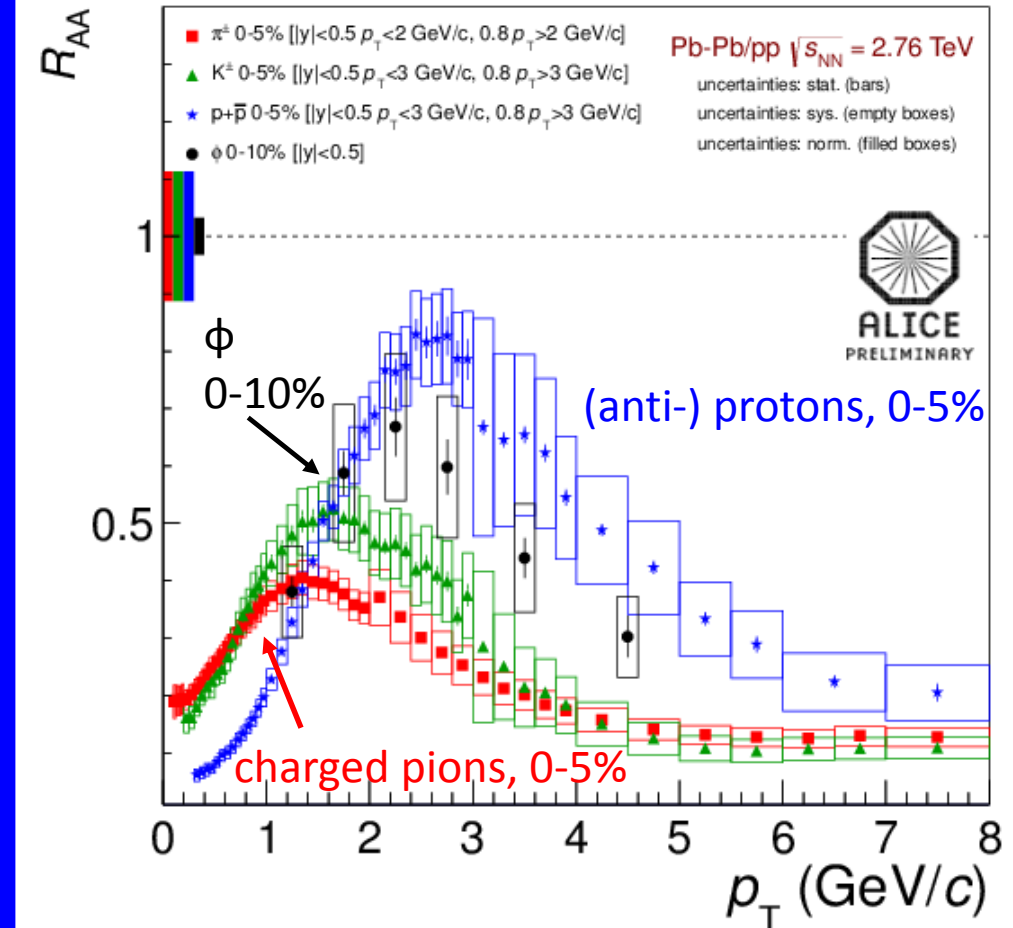 R_AA
π± 0-5% [|y|<0.5 p_T<2 GeV/c, 0.8 p_T>2 GeV/c]
K± 0-5% [|y|<0.5 p_T<3 GeV/c, 0.8 p_T>3 GeV/c]
p+p̅ 0-5% [|y|<0.5 p_T<3 GeV/c, 0.8 p_T>3 GeV/c]
ϕ 0-10% [|y|<0.5]
Pb-Pb/pp √s_NN = 2.76 TeV
uncertainties: stat. (bars)
uncertainties: sys. (empty boxes)
uncertainties: norm. (filled boxes)
1
ALICE
PRELIMINARY
ϕ
0-10%
(anti-) protons, 0-5%
0.5
charged pions, 0-5%
0 1 2 3 4 5 6 7 8
p_T (GeV/c)